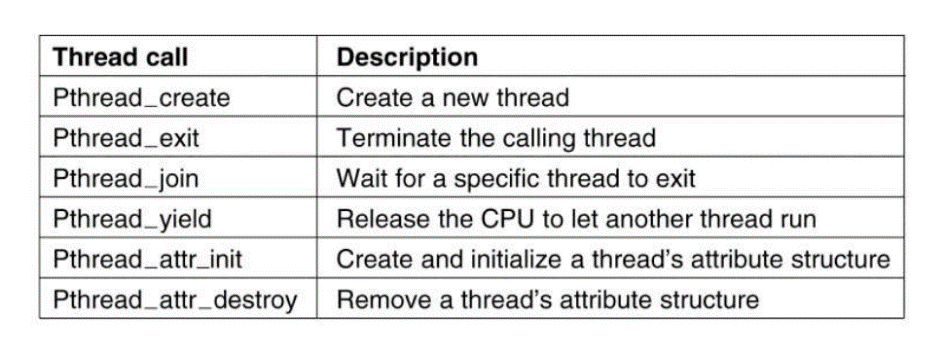 Thread call Description
Pthread_create Create a new thread
Pthread_exit Terminate the calling thread
Pthread_join Wait for a specific thread to exit
Pthread_yield Release the CPU to let another thread run
Pthread_attr_init Create and initialize a thread's attribute structure
Pthread_attr_destroy Remove a thread's attribute structure